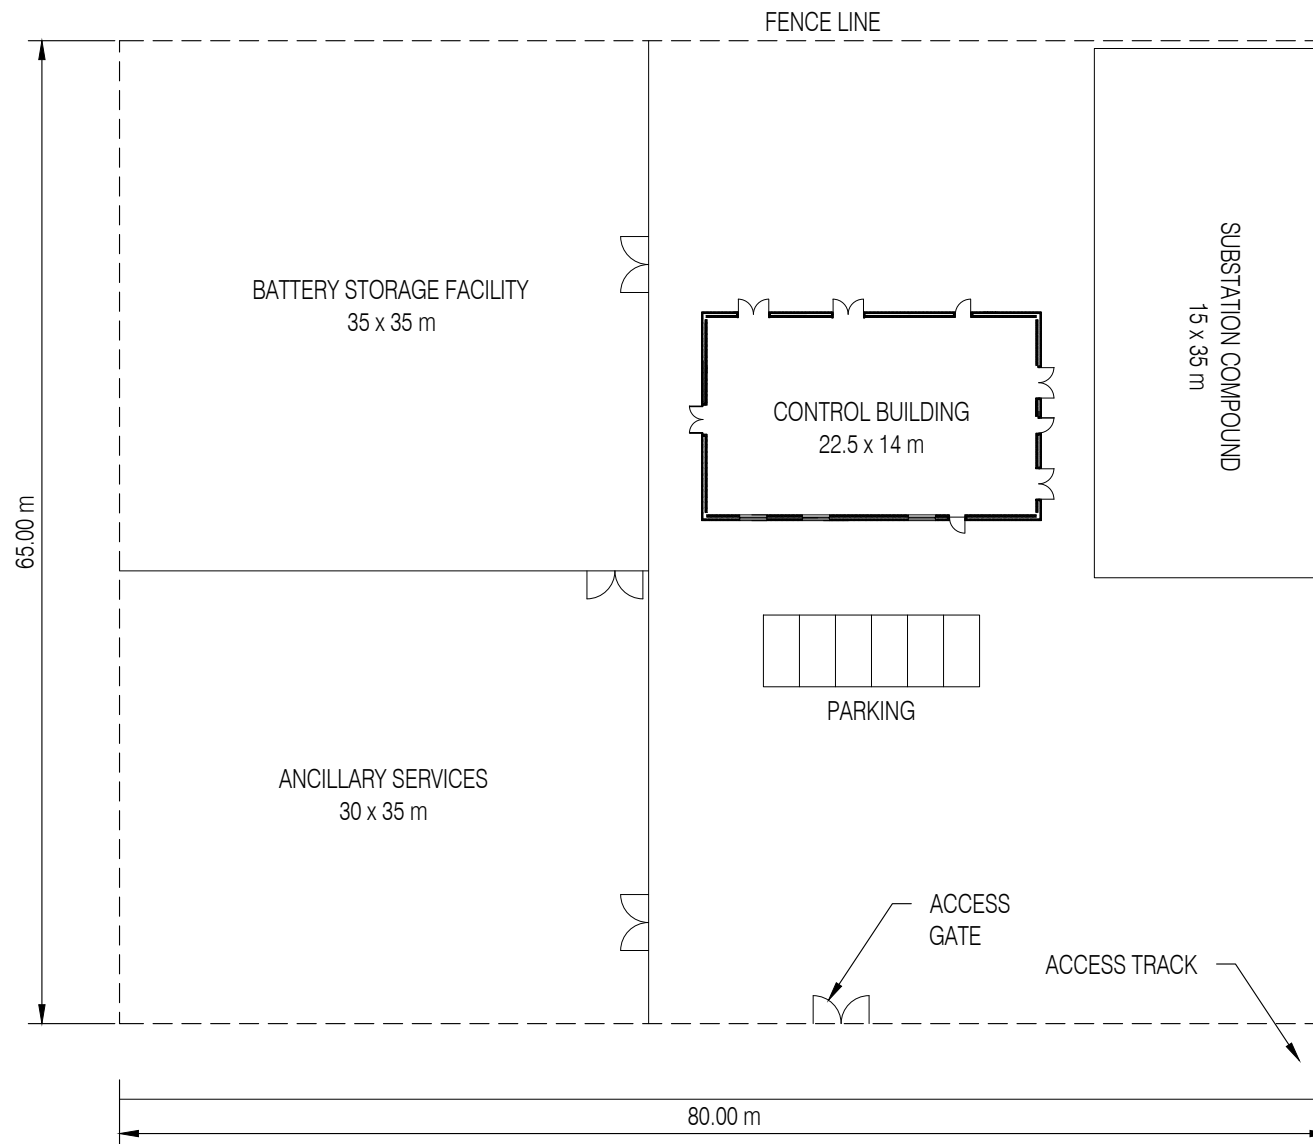 FENCE LINE
BATTERY STORAGE FACILITY
35 x 35 m
SUBSTATION COMPOUND
15 x 35 m
CONTROL BUILDING
22.5 x 14 m
65.00 m
PARKING
ANCILLARY SERVICES
30 x 35 m
ACCESS
GATE
ACCESS TRACK
80.00 m